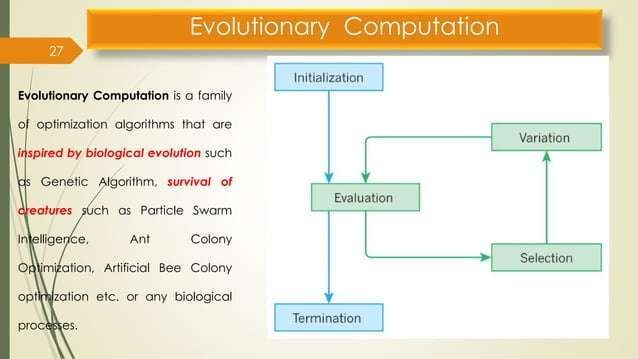 Evolutionary Computation
27
Evolutionary Computation is a family
of optimization algorithms that are
inspired by biological evolution such
as Genetic Algorithm, survival of
creatures such as Particle Swarm
Intelligence, Ant Colony
Optimization, Artificial Bee Colony
optimization etc. or any biological
processes.
Initialization
Variation
Evaluation
Selection
Termination